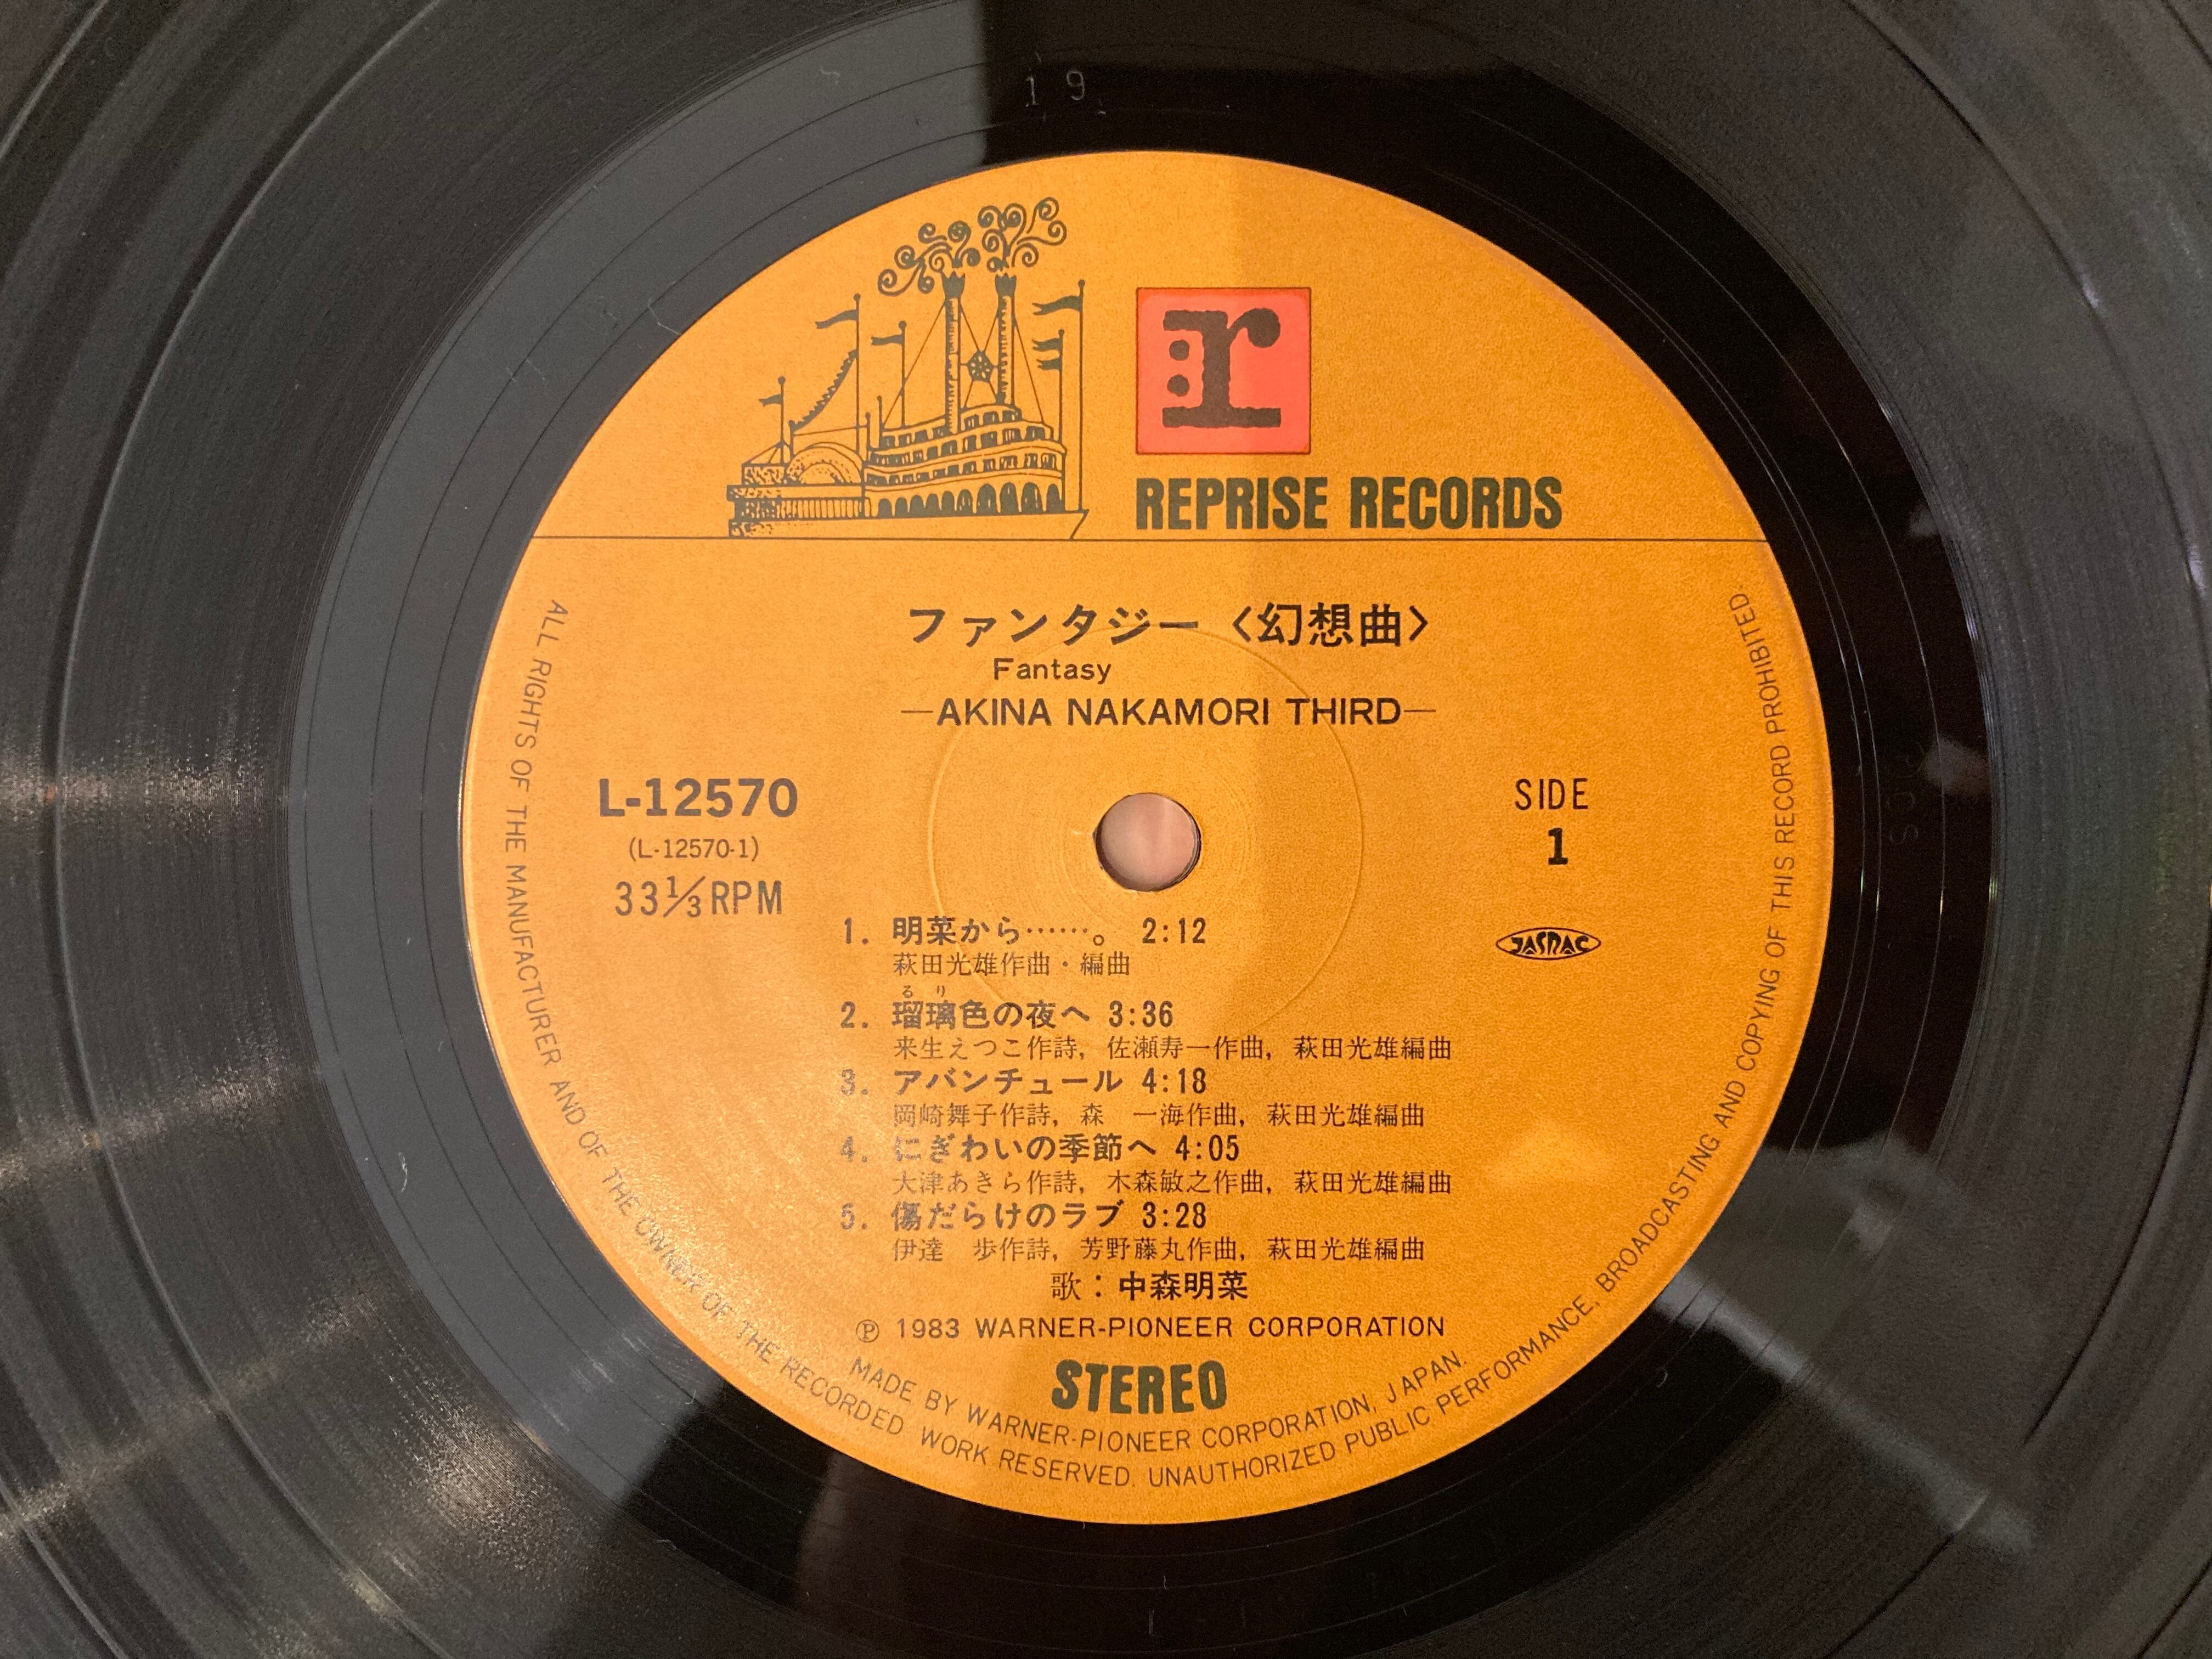 19
r
REPRISE RECORDS
ファンタジー〈幻想曲〉
Fantasy
—AKINA NAKAMORI THIRD—
L-12570
(L-12570-1)
33⅓RPM
SIDE
1
JASRAC
1. 明菜から……。 2:12
萩田光雄作曲・編曲
るり
2. 瑠璃色の夜へ 3:36
来生えつこ作詩, 佐瀬寿一作曲, 萩田光雄編曲
3. アバンチュール 4:18
岡崎舞子作詩, 森 一海作曲, 萩田光雄編曲
4. にぎわいの季節へ 4:05
大津あきら作詩, 木森敏之作曲, 萩田光雄編曲
5. 傷だらけのラブ 3:28
伊達 歩作詩, 芳野藤丸作曲, 萩田光雄編曲
歌：中森明菜
Ⓟ 1983 WARNER-PIONEER CORPORATION
STEREO
MADE BY WARNER-PIONEER CORPORATION, JAPAN.
ALL RIGHTS OF THE MANUFACTURER AND OF THE OWNER OF THE RECORDED WORK RESERVED. UNAUTHORIZED PUBLIC PERFORMANCE, BROADCASTING AND COPYING OF THIS RECORD PROHIBITED.